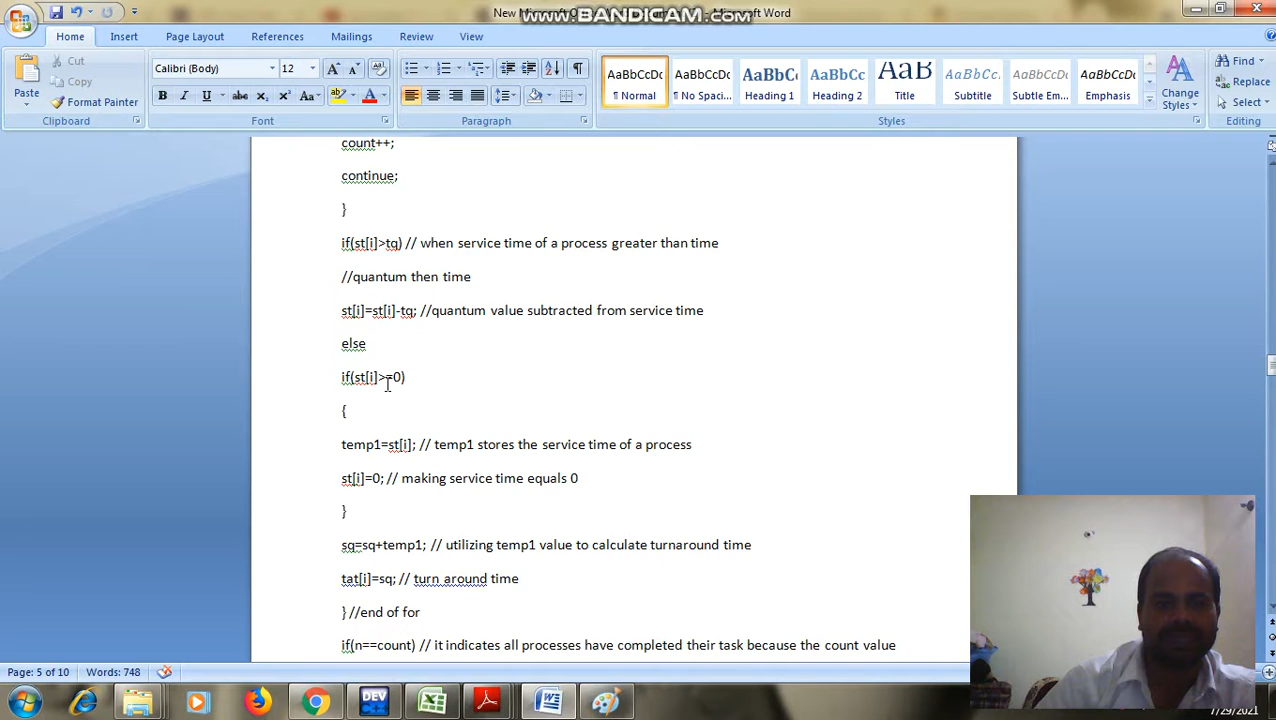 New Microsoft Word
www.BANDICAM.com
Home Insert Page Layout References Mailings Review View
Paste
Cut
Copy
Format Painter
Clipboard
Calibri (Body) 12
Font
Paragraph
AaBbCcDc AaBbCcDc AaBbC AaBbCc AaB AaBbCc. AaBbCcDc AaBbCcDc
¶ Normal ¶ No Spaci... Heading 1 Heading 2 Title Subtitle Subtle Em... Emphasis
Change Styles
Styles
Find
Replace
Select
Editing
count++;
continue;
}
if(st[i]>tq) // when service time of a process greater than time
//quantum then time
st[i]=st[i]-tq; //quantum value subtracted from service time
else
if(st[i]>=0)
{
temp1=st[i]; // temp1 stores the service time of a process
st[i]=0; // making service time equals 0
}
sq=sq+temp1; // utilizing temp1 value to calculate turnaround time
tat[i]=sq; // turn around time
} //end of for
if(n==count) // it indicates all processes have completed their task because the count value
Page: 5 of 10 Words: 748
DEV
7/29/2021